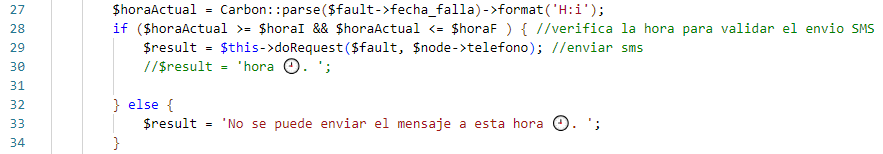 27 $horaActual = Carbon::parse($fault->fecha_falla)->format('H:i');
28 if ($horaActual >= $horaI && $horaActual <= $horaF ) { //verifica la hora para validar el envio SMS
29 $result = $this->doRequest($fault, $node->telefono); //enviar sms
30 //$result = 'hora 🕘. ';
31
32 } else {
33 $result = 'No se puede enviar el mensaje a esta hora 🕘. ';
34 }